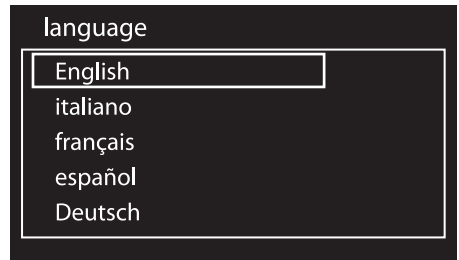 language
English
italiano
français
español
Deutsch